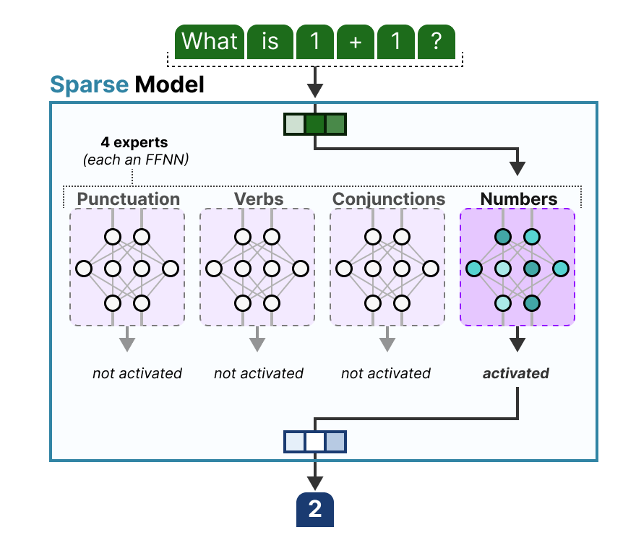 What is 1 + 1 ?
Sparse Model
4 experts
(each an FFNN)
Punctuation Verbs Conjunctions Numbers
not activated not activated not activated activated
2